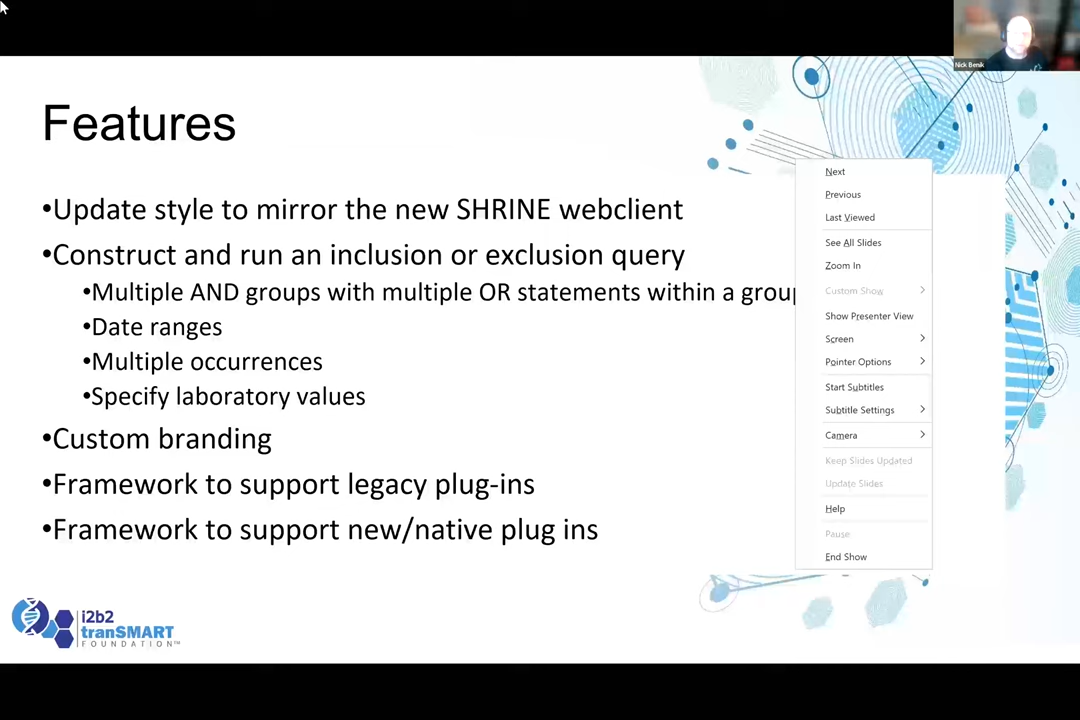 Nick Benik
Features
•Update style to mirror the new SHRINE webclient
•Construct and run an inclusion or exclusion query
•Multiple AND groups with multiple OR statements within a group
•Date ranges
•Multiple occurrences
•Specify laboratory values
•Custom branding
•Framework to support legacy plug-ins
•Framework to support new/native plug ins
Next
Previous
Last Viewed
See All Slides
Zoom In
Custom Show
Show Presenter View
Screen
Pointer Options
Start Subtitles
Subtitle Settings
Camera
Keep Slides Updated
Update Slides
Help
Pause
End Show
i2b2
tranSMART
FOUNDATION™